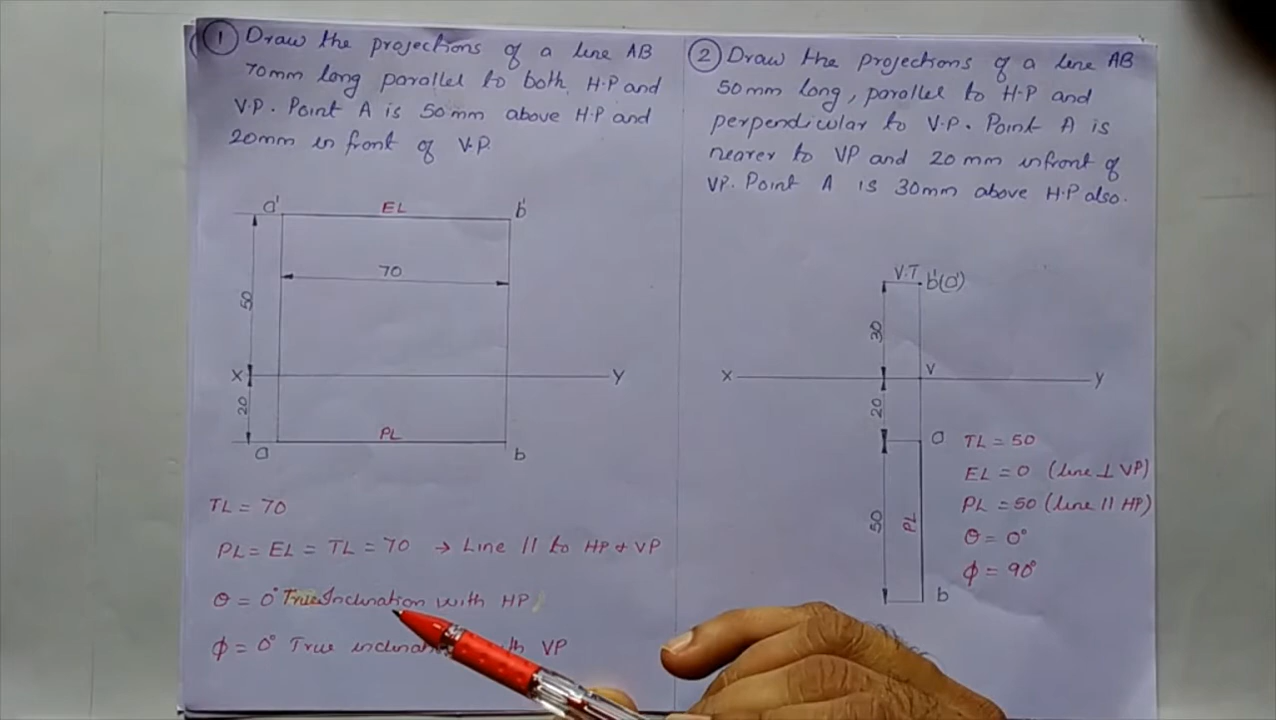 1 Draw the projections of a line AB
70mm long parallel to both H.P and
V.P. Point A is 50mm above H.P and
20mm in front of V.P.
a' EL b'
70
50
X Y
20
PL
a b
TL = 70
PL = EL = TL = 70 → Line || to HP & VP
θ = 0° True Inclination with HP
φ = 0° True inclinat th VP
2 Draw the projections of a line AB
50mm long, parallel to H.P and
perpendicular to V.P. Point A is
nearer to VP and 20mm infront of
VP. Point A is 30mm above H.P also.
V.T b'(a')
30
X V Y
20
a TL = 50
EL = 0 (line ⊥ VP)
50 PL PL = 50 (line || HP)
θ = 0°
φ = 90°
b